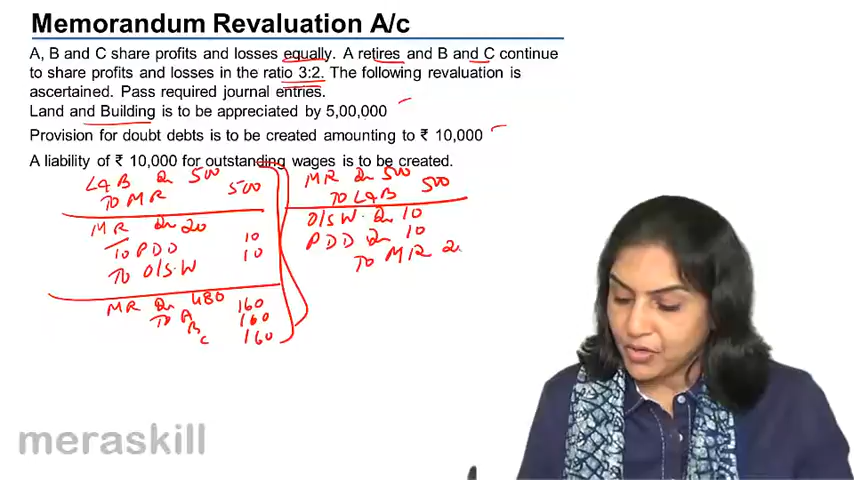 Memorandum Revaluation A/c
A, B and C share profits and losses equally. A retires and B and C continue
to share profits and losses in the ratio 3:2. The following revaluation is
ascertained. Pass required journal entries.
Land and Building is to be appreciated by 5,00,000
Provision for doubt debts is to be created amounting to ₹ 10,000
A liability of ₹ 10,000 for outstanding wages is to be created.
L&B Dr 500
TO MR 500
MR Dr 20
TO PDD 10
TO O/S.W 10
MR Dr 480
TO A 160
B 160
C 160
MR Dr 500
TO L&B 500
O/S W. Dr 10
PDD Dr 10
TO MR 2
meraskill